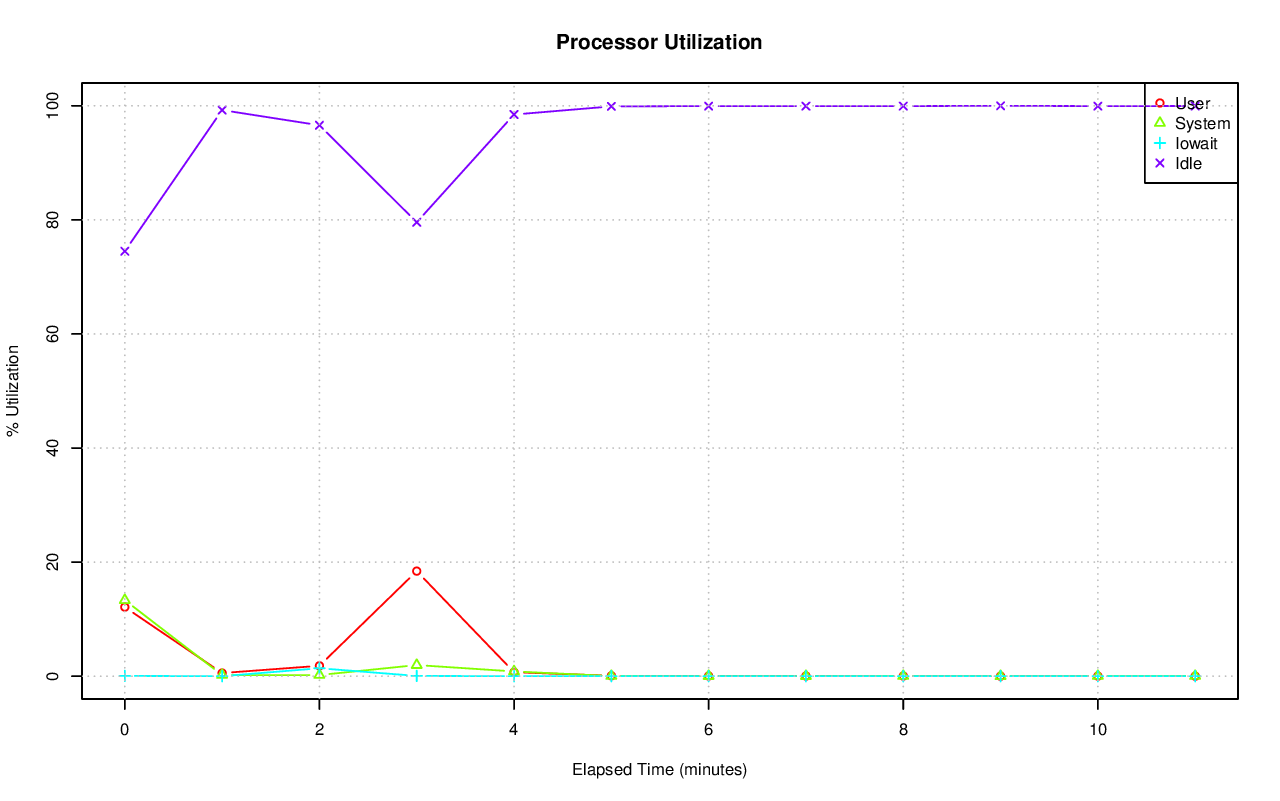 Processor Utilization
% Utilization
100
80
60
40
20
0
User
System
Iowait
Idle
0 2 4 6 8 10
Elapsed Time (minutes)